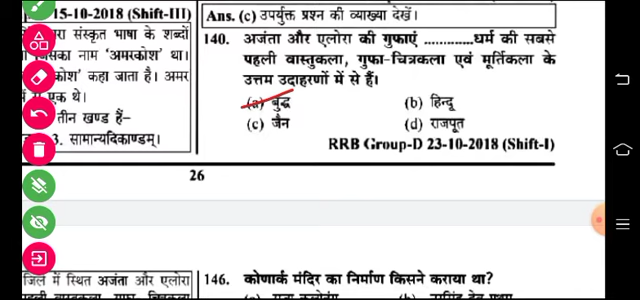 15-10-2018 (Shift-III)
रा संस्कृत भाषा के शब्दों
जिसका नाम 'अमरकोश' था।
कोश' कहा जाता है। अमर
एक थे।
तीन खण्ड हैं–
3. सामान्यदिकाण्डम्।
Ans. (c) उपर्युक्त प्रश्न की व्याख्या देखें।
140. अजंता और एलोरा की गुफाएं .............धर्म की सबसे
पहली वास्तुकला, गुफा-चित्रकला एवं मूर्तिकला के
उत्तम उदाहरणों में से हैं।
(a) बुद्ध (b) हिन्दू
(c) जैन (d) राजपूत
RRB Group-D 23-10-2018 (Shift-I)
26
जिले में स्थित अजंता और एलोरा
146. कोणार्क मंदिर का निर्माण किसने कराया था?